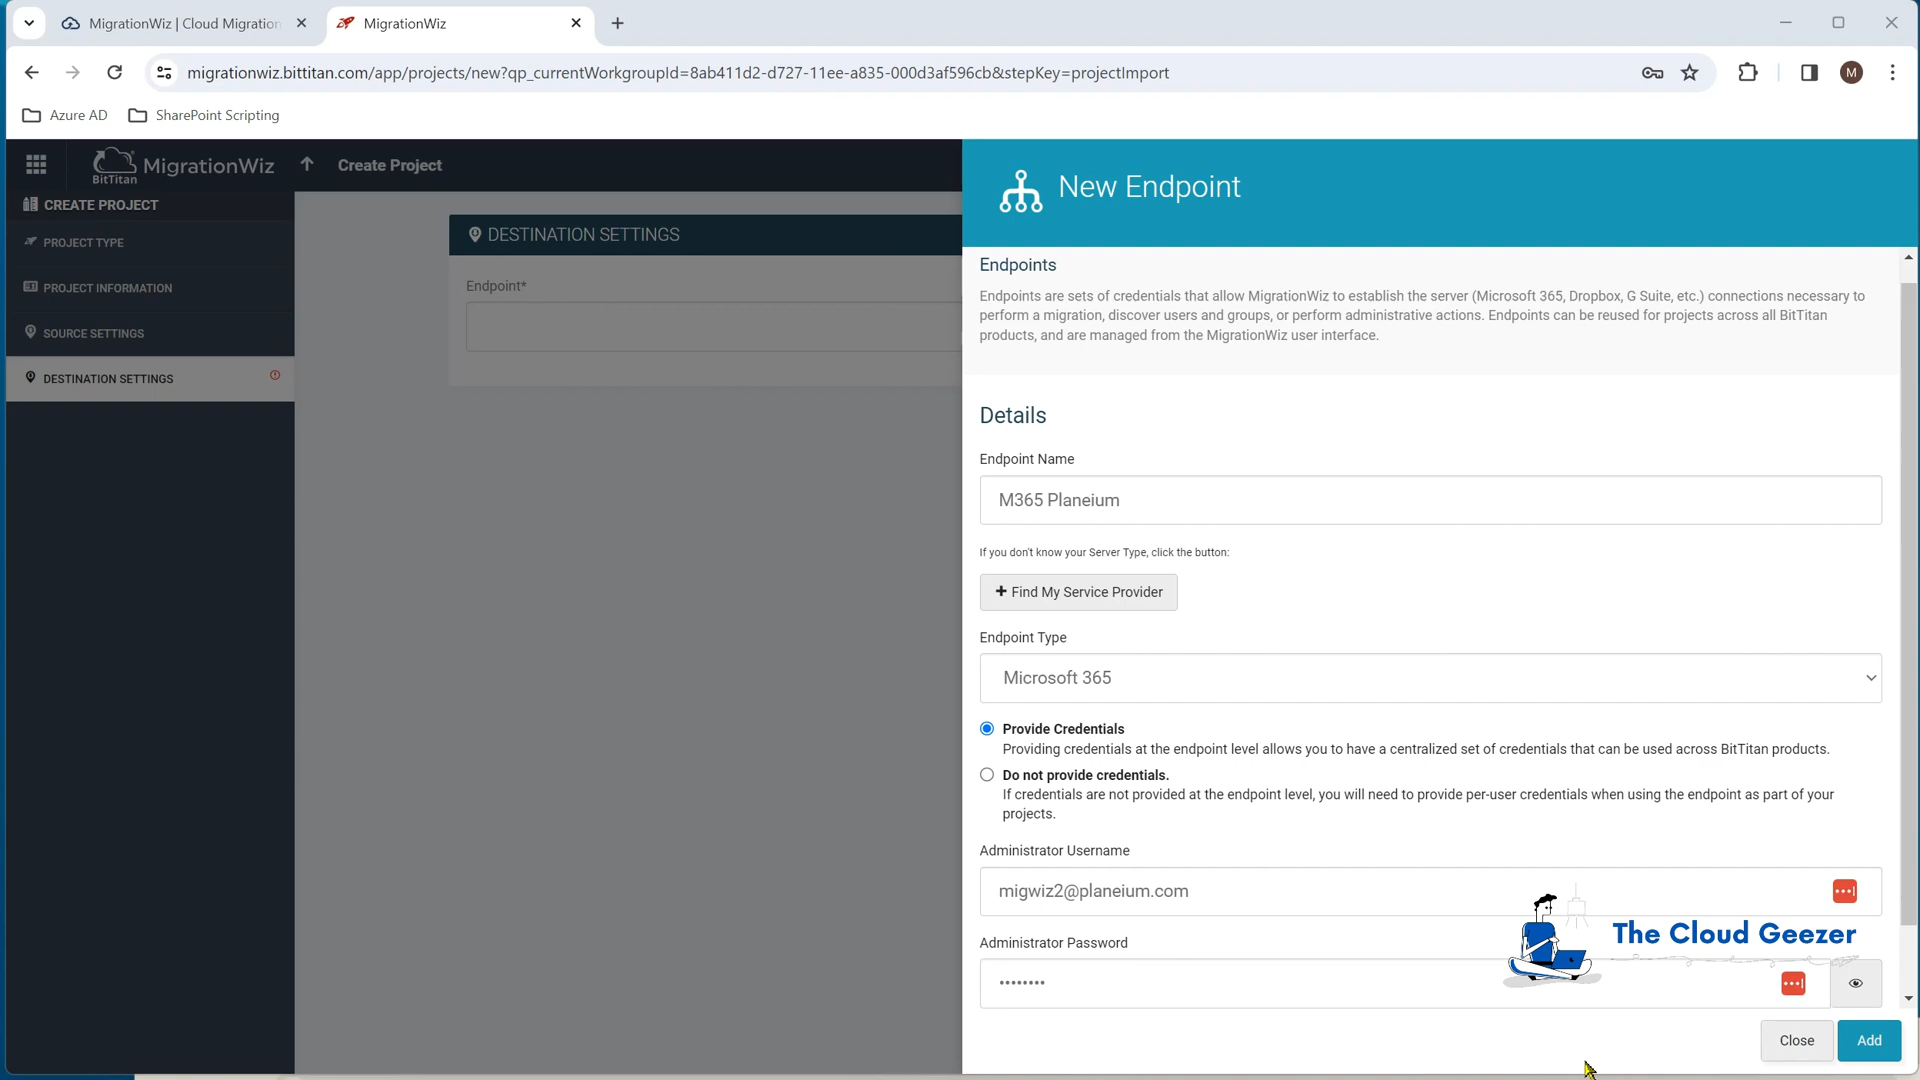 MigrationWiz | Cloud Migration
MigrationWiz
migrationwiz.bittitan.com/app/projects/new?qp_currentWorkgroupId=8ab411d2-d727-11ee-a835-000d3af596cb&stepKey=projectImport
M
Azure AD
SharePoint Scripting
BitTitan MigrationWiz
Create Project
CREATE PROJECT
PROJECT TYPE
PROJECT INFORMATION
SOURCE SETTINGS
DESTINATION SETTINGS
DESTINATION SETTINGS
Endpoint*
New Endpoint
Endpoints
Endpoints are sets of credentials that allow MigrationWiz to establish the server (Microsoft 365, Dropbox, G Suite, etc.) connections necessary to
perform a migration, discover users and groups, or perform administrative actions. Endpoints can be reused for projects across all BitTitan
products, and are managed from the MigrationWiz user interface.
Details
Endpoint Name
M365 Planeium
If you don't know your Server Type, click the button:
+ Find My Service Provider
Endpoint Type
Microsoft 365
Provide Credentials
Providing credentials at the endpoint level allows you to have a centralized set of credentials that can be used across BitTitan products.
Do not provide credentials.
If credentials are not provided at the endpoint level, you will need to provide per-user credentials when using the endpoint as part of your
projects.
Administrator Username
migwiz2@planeium.com
The Cloud Geezer
Administrator Password
••••••••
Close
Add